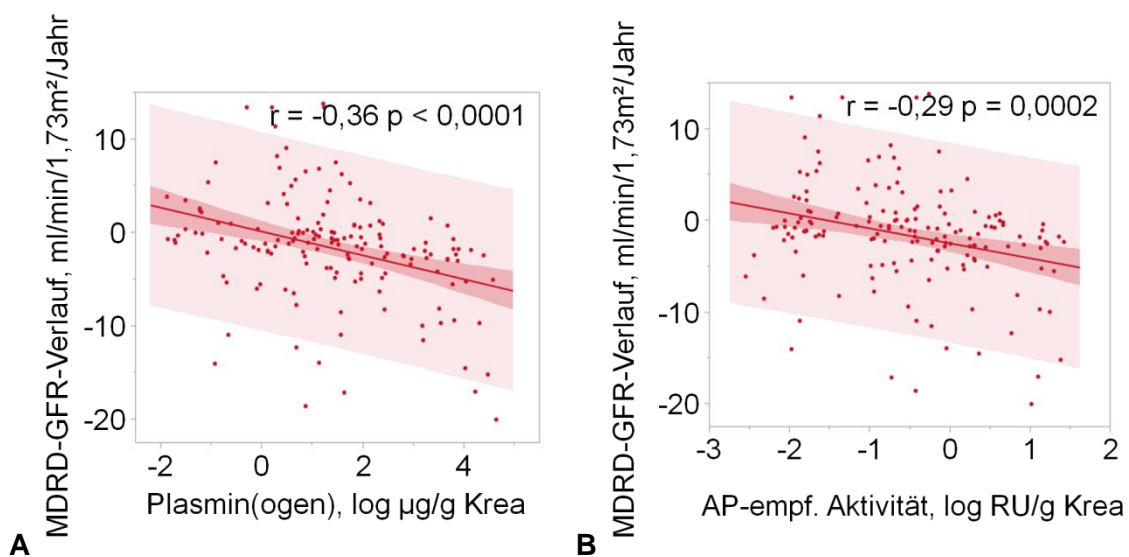 MDRD-GFR-Verlauf, ml/min/1,73m²/Jahr
r = -0,36 p < 0,0001
10
0
-10
-20
-2 0 2 4
Plasmin(ogen), log µg/g Krea
A
MDRD-GFR-Verlauf, ml/min/1,73m²/Jahr
r = -0,29 p = 0,0002
10
0
-10
-20
-3 -2 -1 0 1 2
AP-empf. Aktivität, log RU/g Krea
B